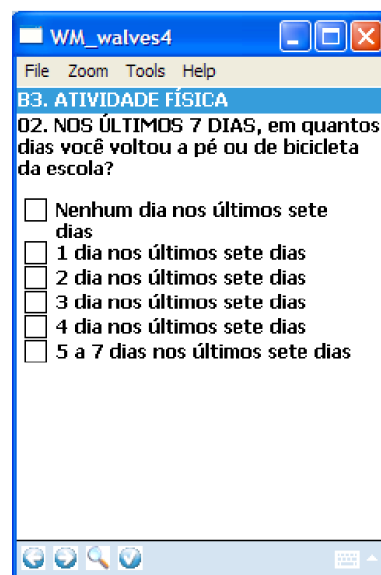 WM_walves4
File Zoom Tools Help
B3. ATIVIDADE FÍSICA
02. NOS ÚLTIMOS 7 DIAS, em quantos
dias você voltou a pé ou de bicicleta
da escola?
Nenhum dia nos últimos sete
dias
1 dia nos últimos sete dias
2 dia nos últimos sete dias
3 dia nos últimos sete dias
4 dia nos últimos sete dias
5 a 7 dias nos últimos sete dias